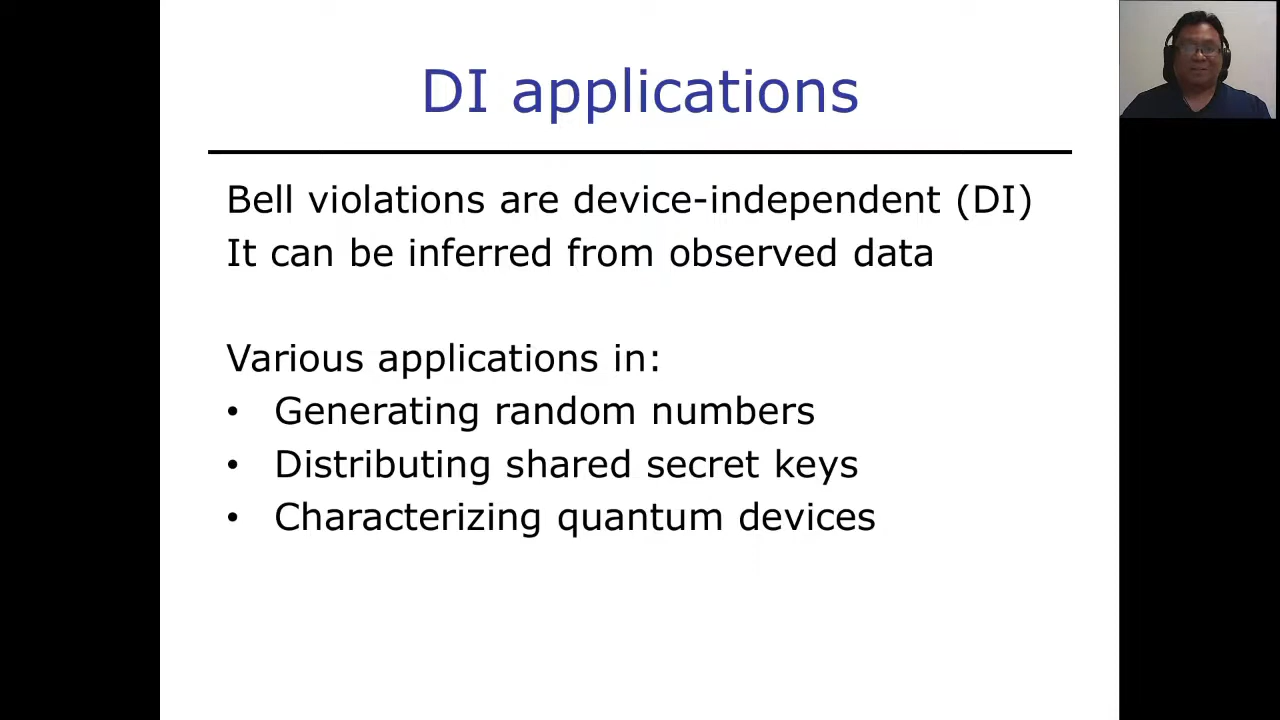 DI applications
Bell violations are device-independent (DI)
It can be inferred from observed data
Various applications in:
• Generating random numbers
• Distributing shared secret keys
• Characterizing quantum devices